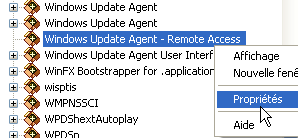 Windows Update Agent
Windows Update Agent
Windows Update Agent - Remote Access
Windows Update Agent User Interf
WinFX Bootstrapper for .application
wisptis
WMPNSSCI
WPDShextAutoplay
WPDSp
Affichage
Nouvelle fenê
Propriétés
Aide